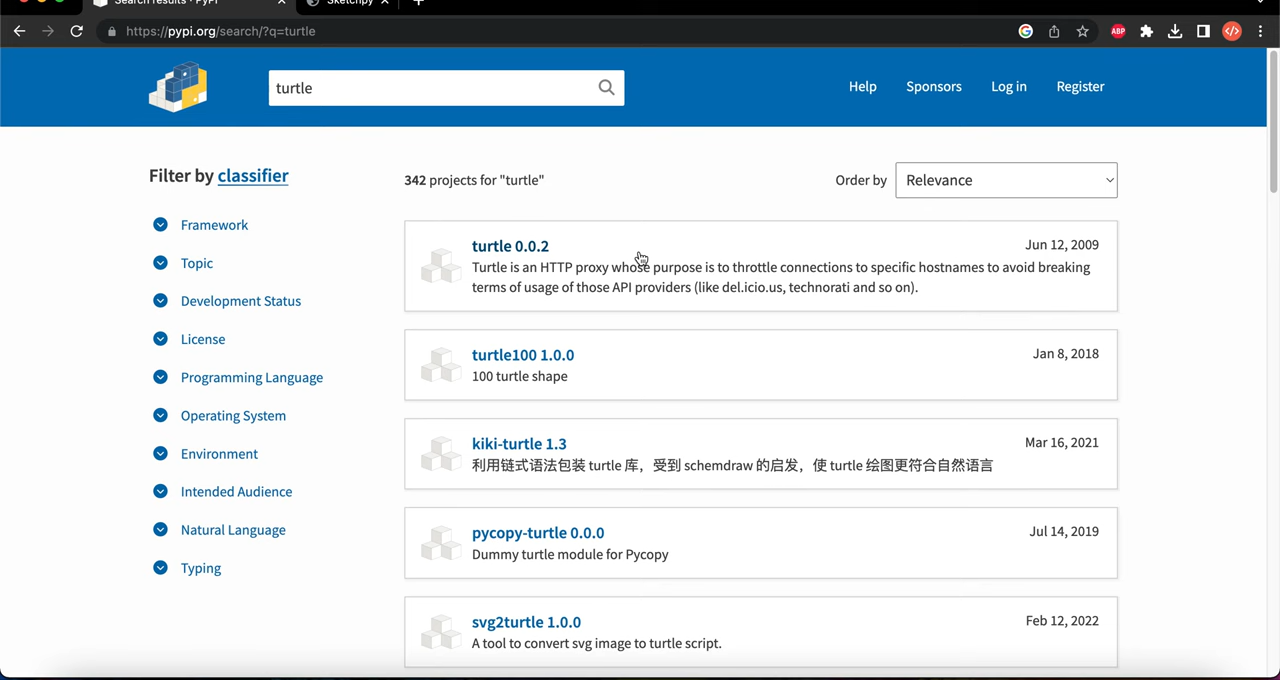 Search results · PyPI
Sketchpy
https://pypi.org/search/?q=turtle
ABP
turtle
Help
Sponsors
Log in
Register
Filter by classifier
Framework
Topic
Development Status
License
Programming Language
Operating System
Environment
Intended Audience
Natural Language
Typing
342 projects for "turtle"
Order by
Relevance
turtle 0.0.2
Jun 12, 2009
Turtle is an HTTP proxy whose purpose is to throttle connections to specific hostnames to avoid breaking
terms of usage of those API providers (like del.icio.us, technorati and so on).
turtle100 1.0.0
Jan 8, 2018
100 turtle shape
kiki-turtle 1.3
Mar 16, 2021
利用链式语法包装 turtle 库，受到 schemdraw 的启发，使 turtle 绘图更符合自然语言
pycopy-turtle 0.0.0
Jul 14, 2019
Dummy turtle module for Pycopy
svg2turtle 1.0.0
Feb 12, 2022
A tool to convert svg image to turtle script.